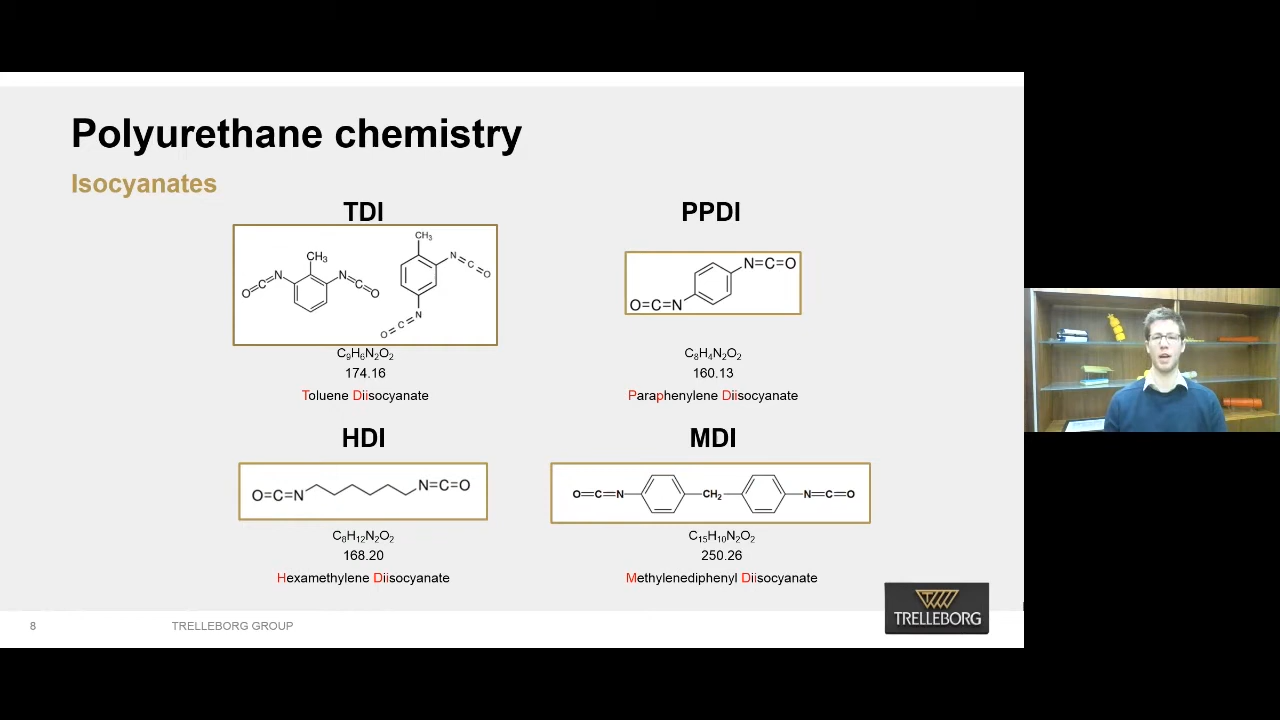 Polyurethane chemistry
Isocyanates
TDI
CH₃
O=C=N
N=C=O
CH₃
N=C=O
O=C=N
C₉H₆N₂O₂
174.16
Toluene Diisocyanate
PPDI
N=C=O
O=C=N
C₈H₄N₂O₂
160.13
Paraphenylene Diisocyanate
HDI
O=C=N
N=C=O
C₈H₁₂N₂O₂
168.20
Hexamethylene Diisocyanate
MDI
O=C=N
CH₂
N=C=O
C₁₅H₁₀N₂O₂
250.26
Methylenediphenyl Diisocyanate
8
TRELLEBORG GROUP
TRELLEBORG